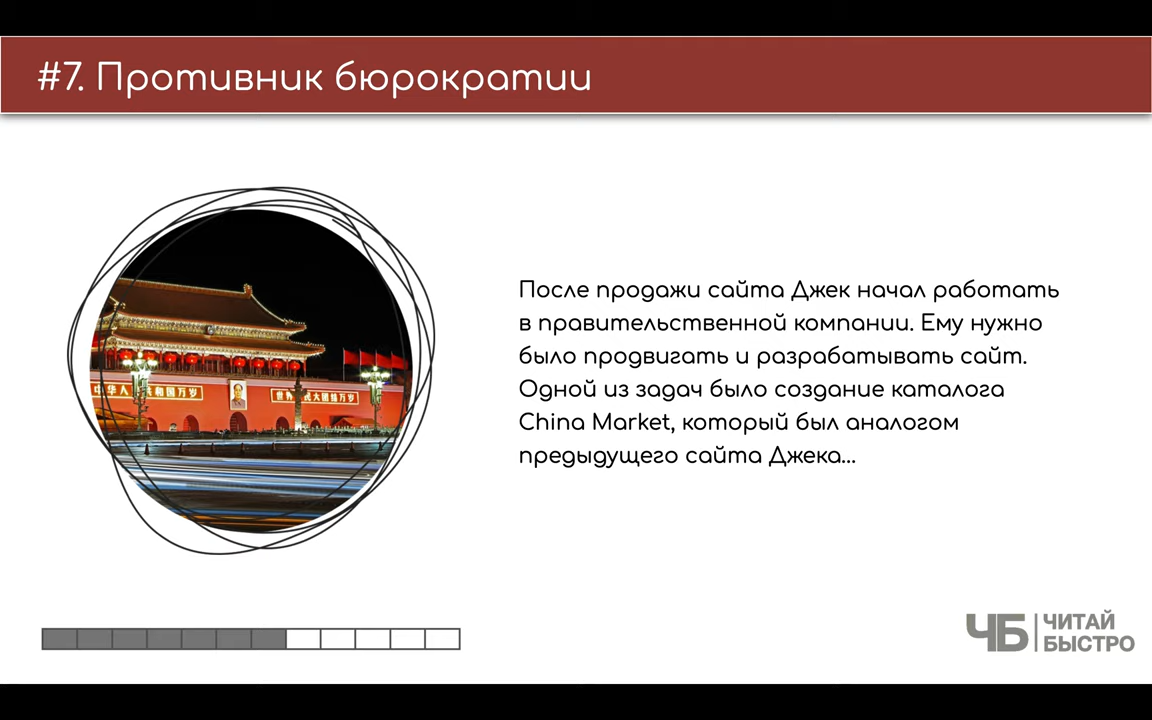 #7. Противник бюрократии
После продажи сайта Джек начал работать
в правительственной компании. Ему нужно
было продвигать и разрабатывать сайт.
Одной из задач было создание каталога
China Market, который был аналогом
предыдущего сайта Джека...
ЧБ
ЧИТАЙ
БЫСТРО